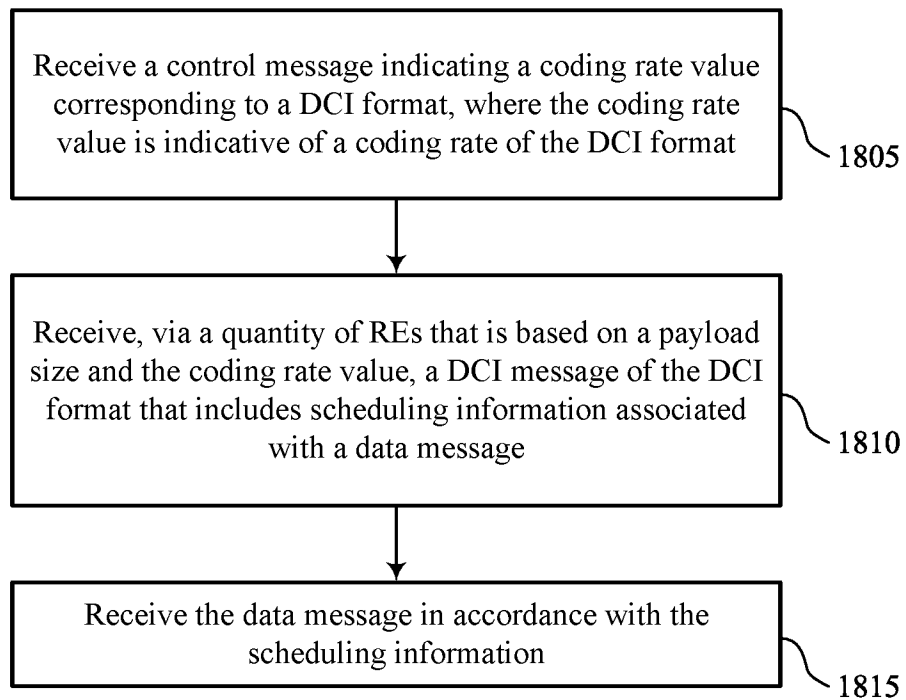 Receive a control message indicating a coding rate value
corresponding to a DCI format, where the coding rate
value is indicative of a coding rate of the DCI format
1805
Receive, via a quantity of REs that is based on a payload
size and the coding rate value, a DCI message of the DCI
format that includes scheduling information associated
with a data message
1810
Receive the data message in accordance with the
scheduling information
1815